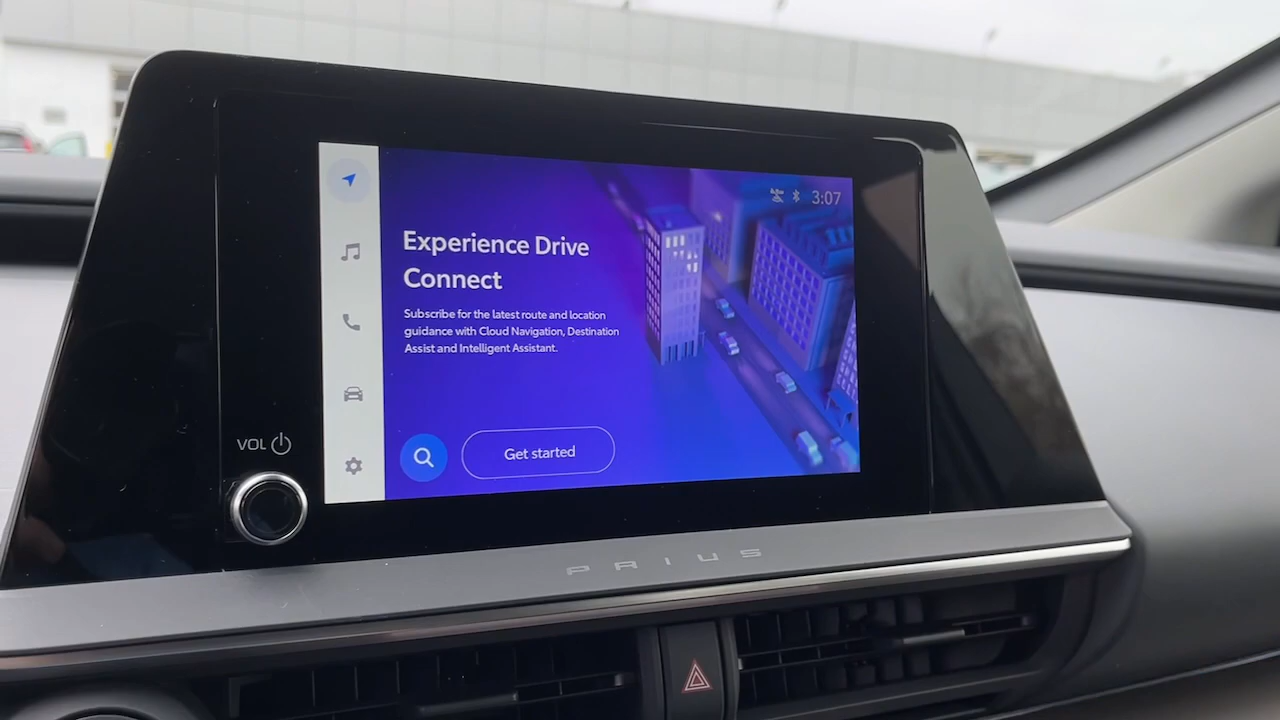 3:07
Experience Drive
Connect
Subscribe for the latest route and location
guidance with Cloud Navigation, Destination
Assist and Intelligent Assistant.
Get started
VOL
PRIUS